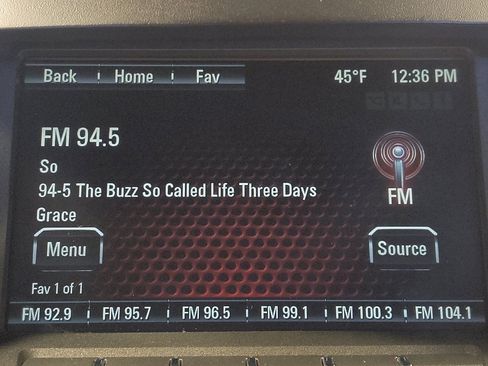 Back Home Fav 45°F 12:36 PM
FM 94.5
So
94-5 The Buzz So Called Life Three Days
Grace
FM
Menu Source
Fav 1 of 1
FM 92.9 FM 95.7 FM 96.5 FM 99.1 FM 100.3 FM 104.1